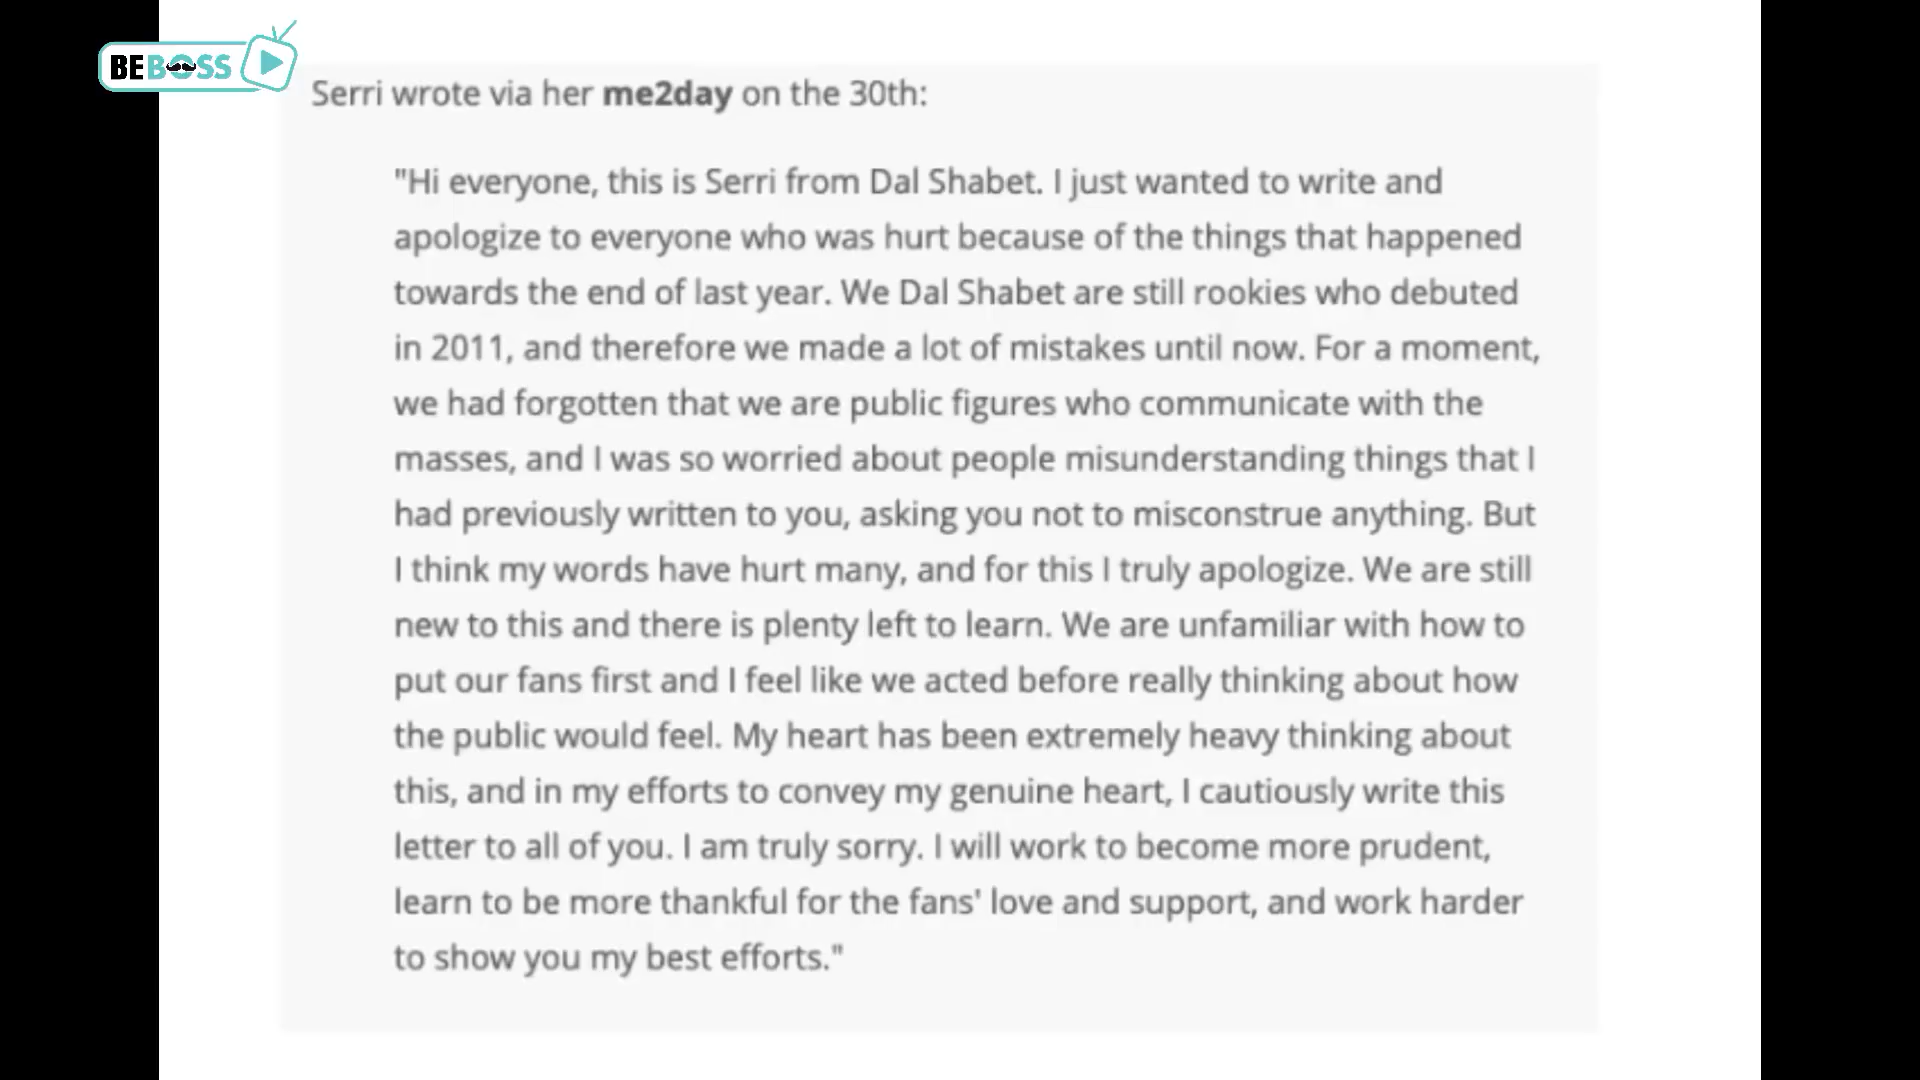 BEBOSS
Serri wrote via her me2day on the 30th:
"Hi everyone, this is Serri from Dal Shabet. I just wanted to write and
apologize to everyone who was hurt because of the things that happened
towards the end of last year. We Dal Shabet are still rookies who debuted
in 2011, and therefore we made a lot of mistakes until now. For a moment,
we had forgotten that we are public figures who communicate with the
masses, and I was so worried about people misunderstanding things that I
had previously written to you, asking you not to misconstrue anything. But
I think my words have hurt many, and for this I truly apologize. We are still
new to this and there is plenty left to learn. We are unfamiliar with how to
put our fans first and I feel like we acted before really thinking about how
the public would feel. My heart has been extremely heavy thinking about
this, and in my efforts to convey my genuine heart, I cautiously write this
letter to all of you. I am truly sorry. I will work to become more prudent,
learn to be more thankful for the fans' love and support, and work harder
to show you my best efforts."